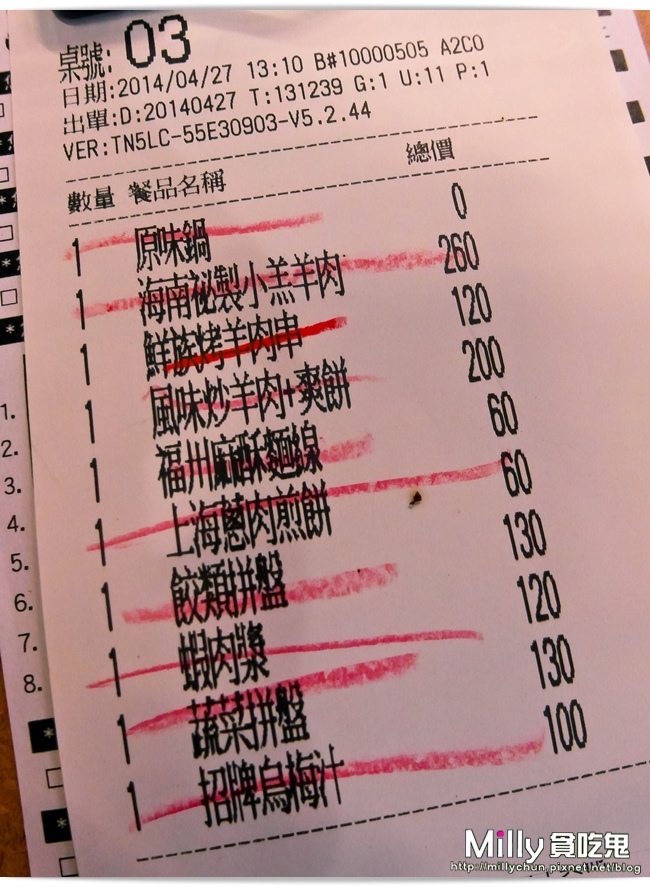 桌號: 03
日期:2014/04/27 13:10 B#10000505 A2C0
出單:D:20140427 T:131239 G:1 U:11 P:1
VER:TN5LC-55E30903-V5.2.44
數量 餐品名稱 總價
1 原味鍋 0
1 海南祕製小羔羊肉 260
1 鮮族烤羊肉串 120
1 風味炒羊肉+爽餅 200
1 福州麻酥麵線 60
1 上海蔥肉煎餅 60
1 餃類拼盤 130
1 蝦肉漿 120
1 蔬菜拼盤 130
1 招牌烏梅汁 100
1.
2.
3.
4.
5.
6.
7.
8.
Milly 貪吃鬼
http://millychun.pixnet.net/blog